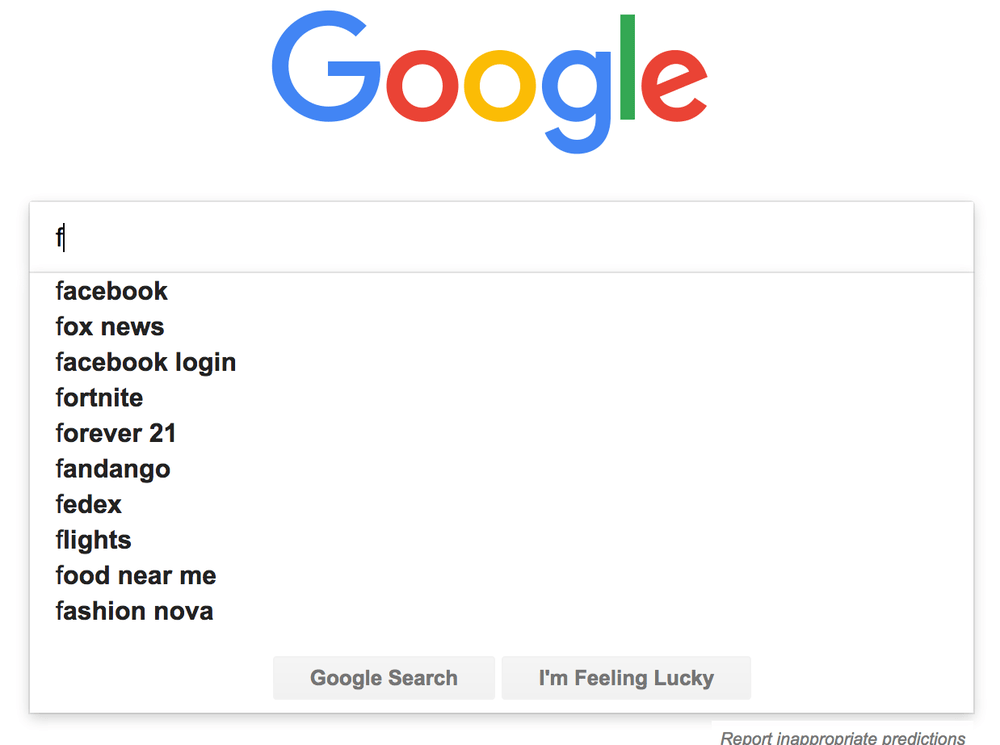 Google
f
facebook
fox news
facebook login
fortnite
forever 21
fandango
fedex
flights
food near me
fashion nova
Google Search I'm Feeling Lucky
Report inappropriate predictions